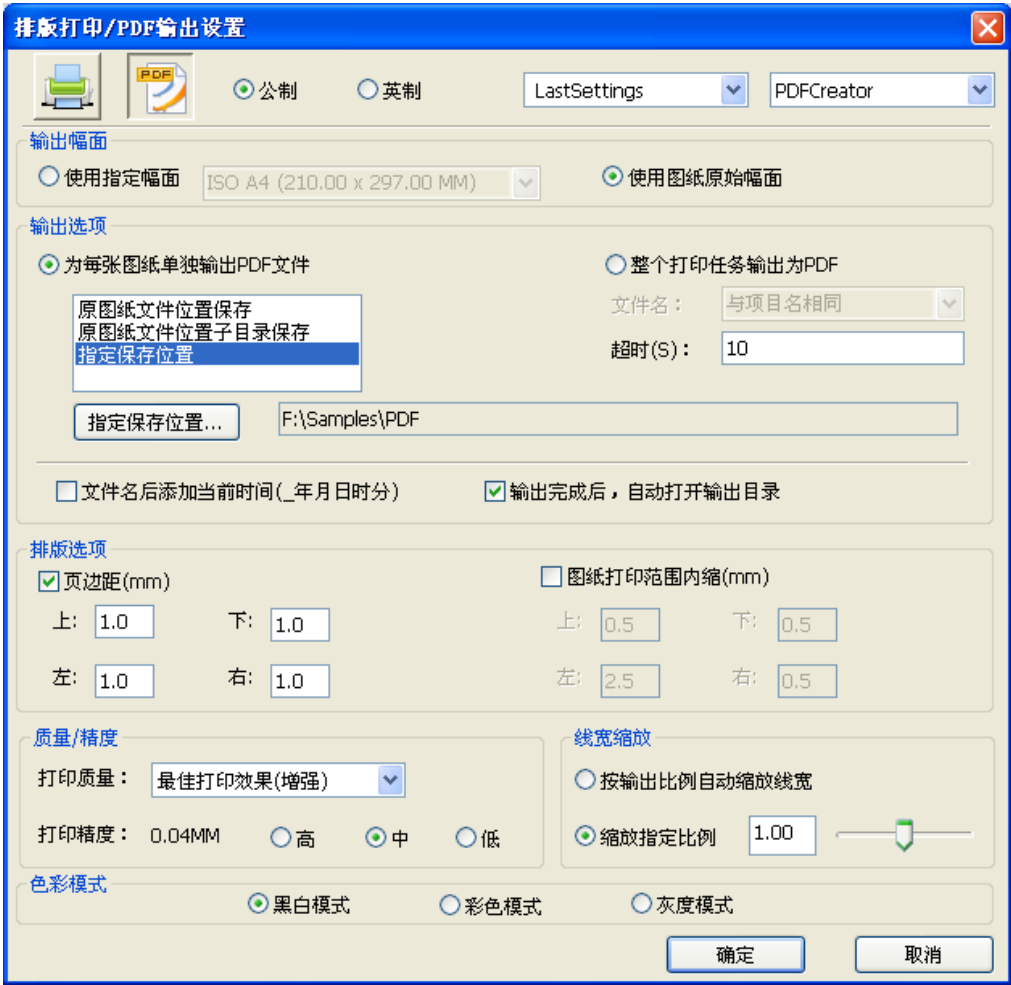 排版打印/PDF输出设置
PDF
公制
英制
LastSettings
PDFCreator
输出幅面
使用指定幅面
ISO A4 (210.00 x 297.00 MM)
使用图纸原始幅面
输出选项
为每张图纸单独输出PDF文件
整个打印任务输出为PDF
原图纸文件位置保存
原图纸文件位置子目录保存
指定保存位置
文件名：
与项目名相同
超时(S)：
10
指定保存位置...
F:\Samples\PDF
文件名后添加当前时间(_年月日时分)
输出完成后，自动打开输出目录
排版选项
页边距(mm)
图纸打印范围内缩(mm)
上: 1.0
下: 1.0
上: 0.5
下: 0.5
左: 1.0
右: 1.0
左: 2.5
右: 0.5
质量/精度
线宽缩放
打印质量：
最佳打印效果(增强)
按输出比例自动缩放线宽
打印精度： 0.04MM
高
中
低
缩放指定比例
1.00
色彩模式
黑白模式
彩色模式
灰度模式
确定
取消